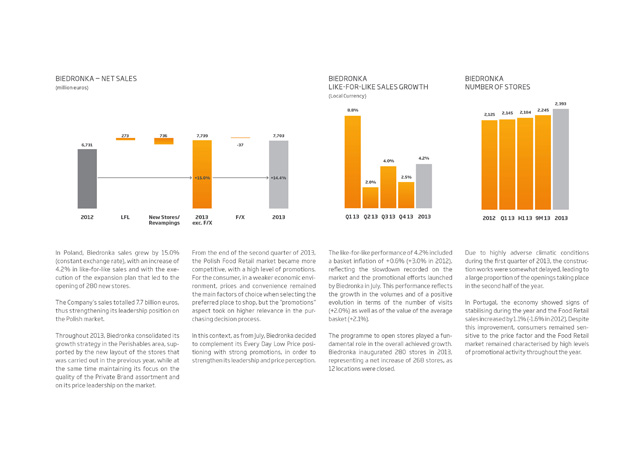 BIEDRONKA — NET SALES
(million euros)
6,731
273
736
7,739
-37
7,703
+15.0%
+14.4%
2012
LFL
New Stores/
Revampings
2013
exc. F/X
F/X
2013
BIEDRONKA
LIKE-FOR-LIKE SALES GROWTH
(Local Currency)
8.8%
2.0%
4.0%
2.5%
4.2%
Q1 13
Q2 13
Q3 13
Q4 13
2013
BIEDRONKA
NUMBER OF STORES
2,125
2,145
2,184
2,245
2,393
2012
Q1 13
H1 13
9M 13
2013
In Poland, Biedronka sales grew by 15.0%
(constant exchange rate), with an increase of
4.2% in like-for-like sales and with the exe-
cution of the expansion plan that led to the
opening of 280 new stores.
The Company's sales totalled 7.7 billion euros,
thus strengthening its leadership position on
the Polish market.
Throughout 2013, Biedronka consolidated its
growth strategy in the Perishables area, sup-
ported by the new layout of the stores that
was carried out in the previous year, while at
the same time maintaining its focus on the
quality of the Private Brand assortment and
on its price leadership on the market.
From the end of the second quarter of 2013,
the Polish Food Retail market became more
competitive, with a high level of promotions.
For the consumer, in a weaker economic envi-
ronment, prices and convenience remained
the main factors of choice when selecting the
preferred place to shop, but the "promotions"
aspect took on higher relevance in the pur-
chasing decision process.
In this context, as from July, Biedronka decided
to complement its Every Day Low Price posi-
tioning with strong promotions, in order to
strengthen its leadership and price perception.
The like-for-like performance of 4.2% included
a basket inflation of +0.6% (+3.0% in 2012),
reflecting the slowdown recorded on the
market and the promotional efforts launched
by Biedronka in July. This performance reflects
the growth in the volumes and of a positive
evolution in terms of the number of visits
(+2.0%) as well as of the value of the average
basket (+2.1%).
The programme to open stores played a fun-
damental role in the overall achieved growth.
Biedronka inaugurated 280 stores in 2013,
representing a net increase of 268 stores, as
12 locations were closed.
Due to highly adverse climatic conditions
during the first quarter of 2013, the construc-
tion works were somewhat delayed, leading to
a large proportion of the openings taking place
in the second half of the year.
In Portugal, the economy showed signs of
stabilising during the year and the Food Retail
sales increased by 1.1% (-1.6% in 2012). Despite
this improvement, consumers remained sen-
sitive to the price factor and the Food Retail
market remained characterised by high levels
of promotional activity throughout the year.